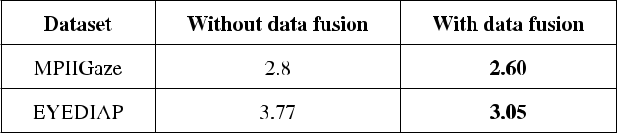 Dataset Without data fusion With data fusion
MPIIGaze 2.8 2.60
EYEDIAP 3.77 3.05